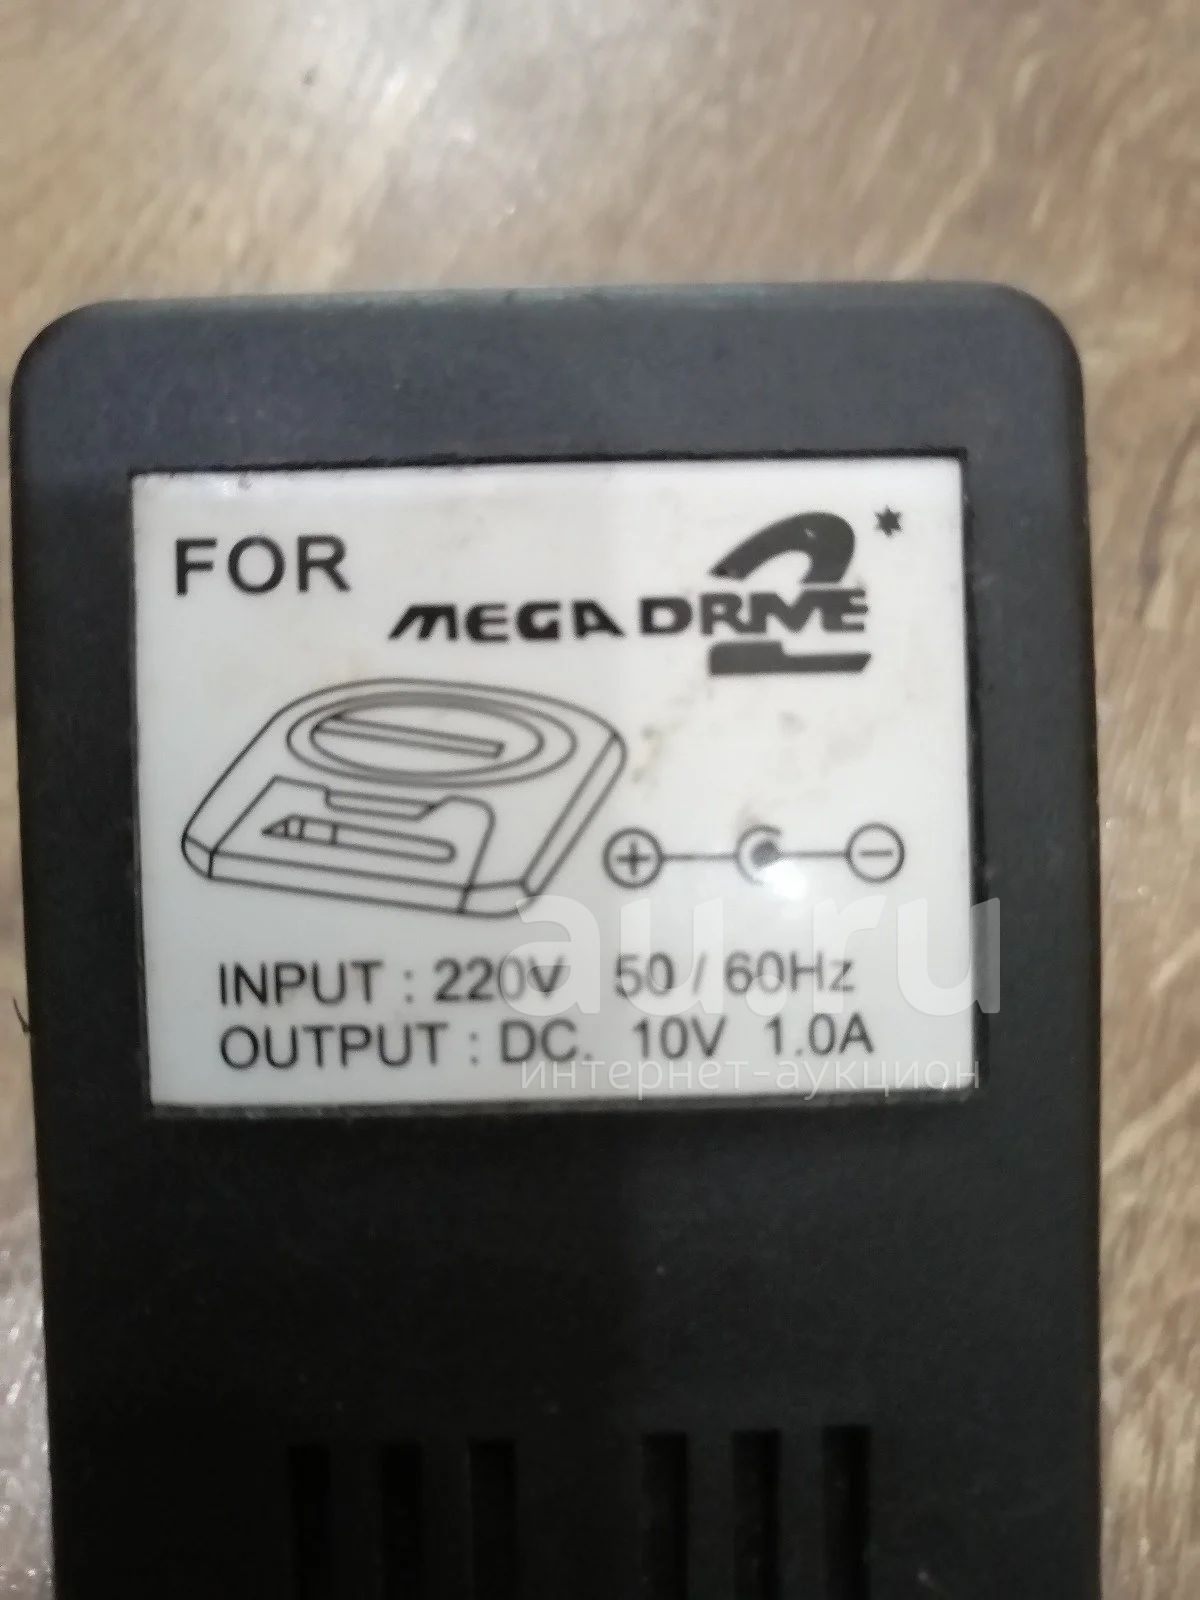 FOR
MEGA DRIVE 2*
+ −
au.ru
INPUT : 220V 50 / 60Hz
OUTPUT : DC. 10V 1.0A
интернет-аукцион